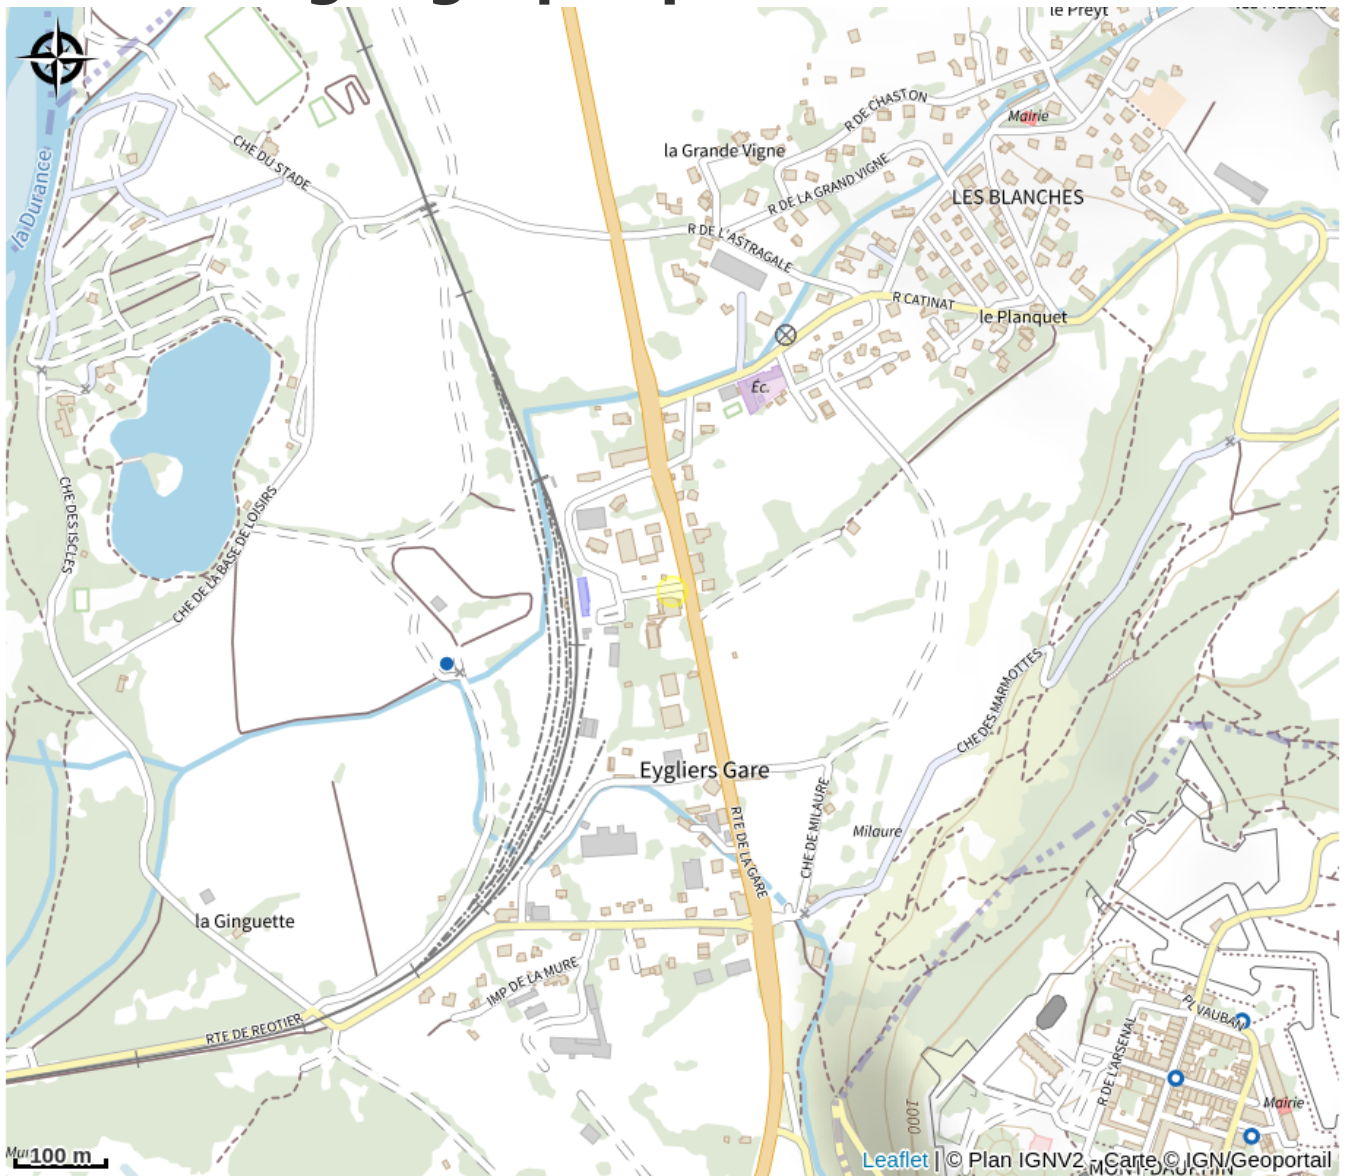 le Preyt
R DE CHASTON
Mairie
CHE DU STADE
la Grande Vigne
R DE LA GRAND VIGNE
LES BLANCHES
la Durance
R DE L'ASTRAGALE
R CATINAT
le Planquet
Éc.
CHE DES ISCLES
CHE DE LA BASE DE LOISIRS
CHE DES MARMOTTES
Eygliers Gare
RTE DE LA GARE
CHE DE MILAURE
Milaure
la Ginguette
IMP DE LA MURE
RTE DE REOTIER
PL VAUBAN
R DE L'ARSENAL
1000
Mairie
100 m
Leaflet | © Plan IGNV2 - Carte © IGN/Geoportail